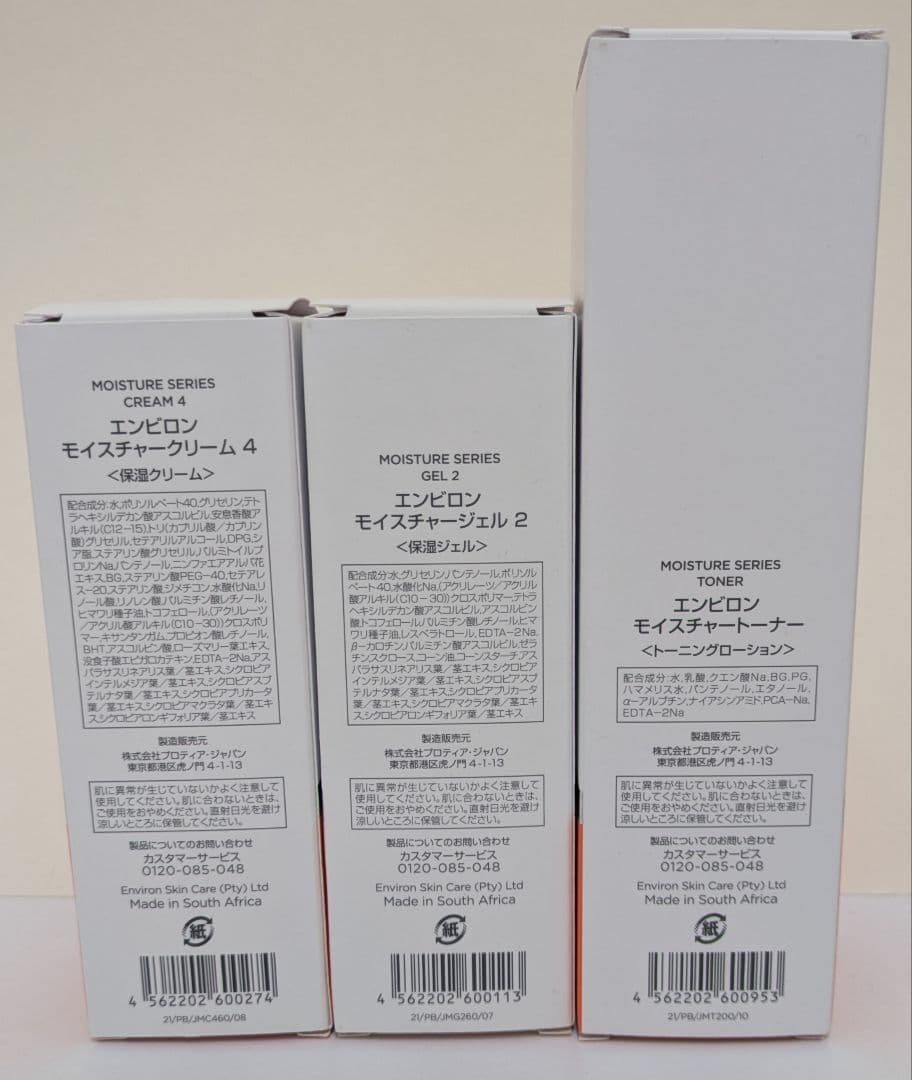 MOISTURE SERIES
CREAM 4
エンビロン
モイスチャークリーム 4
<保湿クリーム>
配合成分:水,ポリソルベート40,グリセリン,テト
ラヘキシルデカン酸アスコルビル,安息香酸ア
ルキル(C12-15),トリ(カプリル酸/カプリン
酸)グリセリル,セテアリルアルコール,DPG,シ
ア脂,ステアリン酸グリセリル,パルミトイルプ
ロリンNa,パンテノール,ニンファエアアルバ花
エキス,BG,ステアリン酸PEG-40,セテアレ
ス-20,ステアリン酸,ジメチコン,水酸化Na,リ
ノール酸,リノレン酸,パルミチン酸レチノール,
ヒマワリ種子油,トコフェロール,(アクリレーツ
/アクリル酸アルキル(C10-30))クロスポリ
マー,キサンタンガム,プロピオン酸レチノール,
BHT,アスコルビン酸,ローズマリー葉エキス,
没食子酸エピガロカテキン,EDTA-2Na,アス
パラサスリネアリス葉/茎エキス,シクロピア
インテルメジア葉/茎エキス,シクロピアスブ
テルナタ葉/茎エキス,シクロピアプリカータ
葉/茎エキス,シクロピアマクラタ葉/茎エキ
ス,シクロピアロンギフォリア葉/茎エキス
製造販売元
株式会社プロティア・ジャパン
東京都港区虎ノ門 4-1-13
肌に異常が生じていないかよく注意して
使用してください。肌に合わないときは、
ご使用をおやめください。直射日光を避け
涼しいところに保管してください。
製品についてのお問い合わせ
カスタマーサービス
0120-085-048
Environ Skin Care (Pty) Ltd
Made in South Africa
紙
4 562202 600274
21/PB/JMC460/08
MOISTURE SERIES
GEL 2
エンビロン
モイスチャージェル 2
<保湿ジェル>
配合成分:水,グリセリン,パンテノール,ポリソル
ベート40,水酸化Na,(アクリレーツ/アクリル
酸アルキル(C10-30))クロスポリマー,テトラ
ヘキシルデカン酸アスコルビル,アスコルビン
酸,トコフェロール,パルミチン酸レチノール,ヒマ
ワリ種子油,レスベラトロール,EDTA-2Na,
β-カロチン,パルミチン酸アスコルビル,ゼラ
チン,スクロース,コーン油,コーンスターチ,アス
パラサスリネアリス葉/茎エキス,シクロピア
インテルメジア葉/茎エキス,シクロピアスブ
テルナタ葉/茎エキス,シクロピアプリカータ葉
/茎エキス,シクロピアマクラタ葉/茎エキ
ス,シクロピアロンギフォリア葉/茎エキス
製造販売元
株式会社プロティア・ジャパン
東京都港区虎ノ門 4-1-13
肌に異常が生じていないかよく注意して
使用してください。肌に合わないときは、
ご使用をおやめください。直射日光を避け
涼しいところに保管してください。
製品についてのお問い合わせ
カスタマーサービス
0120-085-048
Environ Skin Care (Pty) Ltd
Made in South Africa
紙
4 562202 600113
21/PB/JMG260/07
MOISTURE SERIES
TONER
エンビロン
モイスチャートーナー
<トーニングローション>
配合成分:水,乳酸,クエン酸Na,BG,PG,
ハマメリス水,パンテノール,エタノール,
α-アルブチン,ナイアシンアミド,PCA-Na,
EDTA-2Na
製造販売元
株式会社プロティア・ジャパン
東京都港区虎ノ門 4-1-13
肌に異常が生じていないかよく注意して
使用してください。肌に合わないときは、
ご使用をおやめください。直射日光を避け
涼しいところに保管してください。
製品についてのお問い合わせ
カスタマーサービス
0120-085-048
Environ Skin Care (Pty) Ltd
Made in South Africa
紙
4 562202 600953
21/PB/JMT200/10